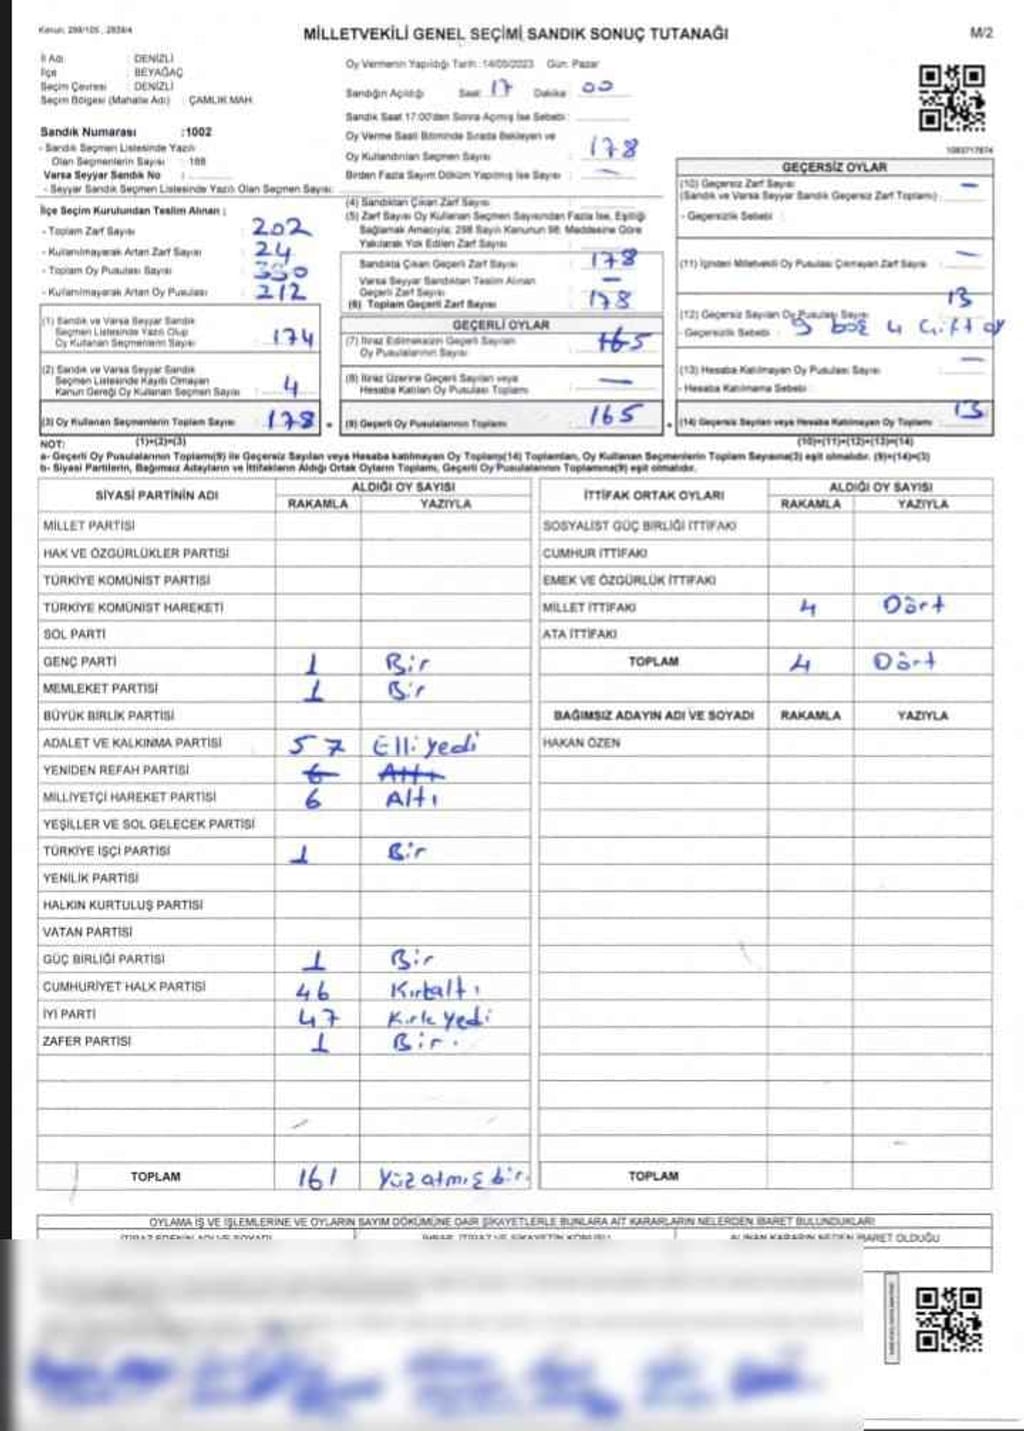 Kanun: 298/105 , 2839/4
MİLLETVEKİLİ GENEL SEÇİMİ SANDIK SONUÇ TUTANAĞI
M/2
İl Adı : DENİZLİ
İlçe : BEYAĞAÇ
Seçim Çevresi : DENİZLİ
Seçim Bölgesi (Mahalle Adı) : ÇAMLIK MAH.
Sandık Numarası :1002
- Sandık Seçmen Listesinde Yazılı
Olan Seçmenlerin Sayısı : 188
Varsa Seyyar Sandık No :
- Seyyar Sandık Seçmen Listesinde Yazılı Olan Seçmen Sayısı:
Oy Vermenin Yapıldığı Tarih :14/05/2023 Gün: Pazar
Sandığın Açıldığı Saat: 17 Dakika: 00
Sandık Saat 17:00'den Sonra Açmış İse Sebebi :
Oy Verme Saati Bitiminde Sırada Bekleyen ve
Oy Kullandırılan Seçmen Sayısı : 178
Birden Fazla Sayım Döküm Yapılmış İse Sayısı : —
İlçe Seçim Kurulundan Teslim Alınan ;
- Toplam Zarf Sayısı : 202
- Kullanılmayarak Artan Zarf Sayısı : 24
- Toplam Oy Pusulası Sayısı
- Kullanılmayarak Artan Oy Pusulası : 212
(1) Sandık ve Varsa Seyyar Sandık
Seçmen Listesinde Yazılı Olup
Oy Kullanan Seçmenlerin Sayısı : 174
(2) Sandık ve Varsa Seyyar Sandık
Seçmen Listesinde Kayıtlı Olmayan
Kanun Gereği Oy Kullanan Seçmen Sayısı : 4
(3) Oy Kullanan Seçmenlerin Toplam Sayısı : 178
(1)+(2)=(3)
(4) Sandıktan Çıkan Zarf Sayısı :
(5) Zarf Sayısı Oy Kullanan Seçmen Sayısından Fazla İse, Eşitliği
Sağlamak Amacıyla; 298 Sayılı Kanunun 98. Maddesine Göre
Yakılarak Yok Edilen Zarf Sayısı :
Sandıkta Çıkan Geçerli Zarf Sayısı : 178
Varsa Seyyar Sandıktan Teslim Alınan
Geçerli Zarf Sayısı : —
(6) Toplam Geçerli Zarf Sayısı : 178
GEÇERLİ OYLAR
(7) İtiraz Edilmeksizin Geçerli Sayılan
Oy Pusulalarının Sayısı : 165
(8) İtiraz Üzerine Geçerli Sayılan veya
Hesaba Katılan Oy Pusulası Toplamı : —
(9) Geçerli Oy Pusulalarının Toplamı : 165
GEÇERSİZ OYLAR
(10) Geçersiz Zarf Sayısı
(Sandık ve Varsa Seyyar Sandık Geçersiz Zarf Toplamı) : —
- Geçersizlik Sebebi :
(11) İçinden Milletvekili Oy Pusulası Çıkmayan Zarf Sayısı : —
(12) Geçersiz Sayılan Oy Pusulası Sayısı : 13
- Geçersizlik Sebebi : 9 boş 4 Çift oy
(13) Hesaba Katılmayan Oy Pusulası Sayısı : —
- Hesaba Katılmama Sebebi
(14) Geçersiz Sayılan veya Hesaba Katılmayan Oy Toplamı : 13
(10)+(11)+(12)+(13)=(14)
NOT:
a- Geçerli Oy Pusulalarının Toplamı(9) ile Geçersiz Sayılan veya Hesaba katılmayan Oy Toplamı(14) Toplamları, Oy Kullanan Seçmenlerin Toplam Sayısına(3) eşit olmalıdır. (9)+(14)=(3)
b- Siyasi Partilerin, Bağımsız Adayların ve İttifakların Aldığı Ortak Oyların Toplamı, Geçerli Oy Pusulalarının Toplamına(9) eşit olmalıdır.
SİYASİ PARTİNİN ADI ALDIĞI OY SAYISI
RAKAMLA YAZIYLA
MİLLET PARTİSİ
HAK VE ÖZGÜRLÜKLER PARTİSİ
TÜRKİYE KOMÜNİST PARTİSİ
TÜRKİYE KOMÜNİST HAREKETİ
SOL PARTİ
GENÇ PARTİ 1 Bir
MEMLEKET PARTİSİ 1 Bir
BÜYÜK BİRLİK PARTİSİ
ADALET VE KALKINMA PARTİSİ 57 Elli yedi
YENİDEN REFAH PARTİSİ 6 Altı
MİLLİYETÇİ HAREKET PARTİSİ 6 Altı
YEŞİLLER VE SOL GELECEK PARTİSİ
TÜRKİYE İŞÇİ PARTİSİ 1 Bir
YENİLİK PARTİSİ
HALKIN KURTULUŞ PARTİSİ
VATAN PARTİSİ
GÜÇ BİRLİĞİ PARTİSİ 1 Bir
CUMHURİYET HALK PARTİSİ 46 Kırkaltı
İYİ PARTİ 47 Kırk yedi
ZAFER PARTİSİ 1 Bir.
TOPLAM 161 Yüz atmış bir.
İTTİFAK ORTAK OYLARI ALDIĞI OY SAYISI
RAKAMLA YAZIYLA
SOSYALİST GÜÇ BİRLİĞİ İTTİFAKI
CUMHUR İTTİFAKI
EMEK VE ÖZGÜRLÜK İTTİFAKI
MİLLET İTTİFAKI 4 Dört
ATA İTTİFAKI
TOPLAM 4 Dört
BAĞIMSIZ ADAYIN ADI VE SOYADI RAKAMLA YAZIYLA
HAKAN ÖZEN
TOPLAM
OYLAMA İŞ VE İŞLEMLERİNE VE OYLARIN SAYIM DÖKÜMÜNE DAİR ŞİKAYETLERLE BUNLARA AİT KARARLARIN NELERDEN İBARET BULUNDUKLARI
İTİRAZ EDENİN ADI VE SOYADI İHBAR, İTİRAZ VE ŞİKAYETİN KONUSU ALINAN KARARIN NEDEN İBARET OLDUĞU